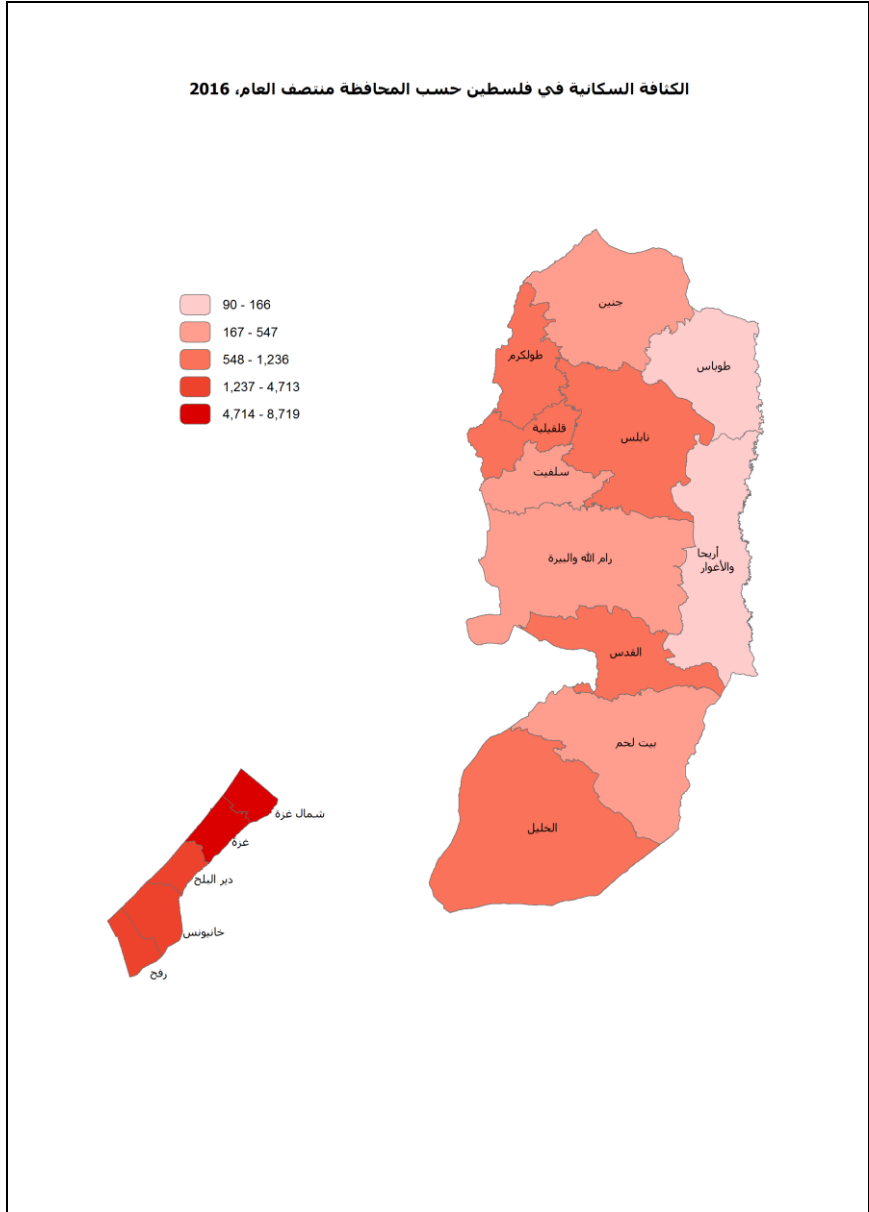 الكثافة السكانية في فلسطين حسب المحافظة منتصف العام، 2016
90 - 166
167 - 547
548 - 1,236
1,237 - 4,713
4,714 - 8,719
جنين
طوباس
طولكرم
قلقيلية
نابلس
سلفيت
رام الله والبيرة
أريحا
والأغوار
القدس
بيت لحم
الخليل
شمال غزة
غزة
دير البلح
خانيونس
رفح